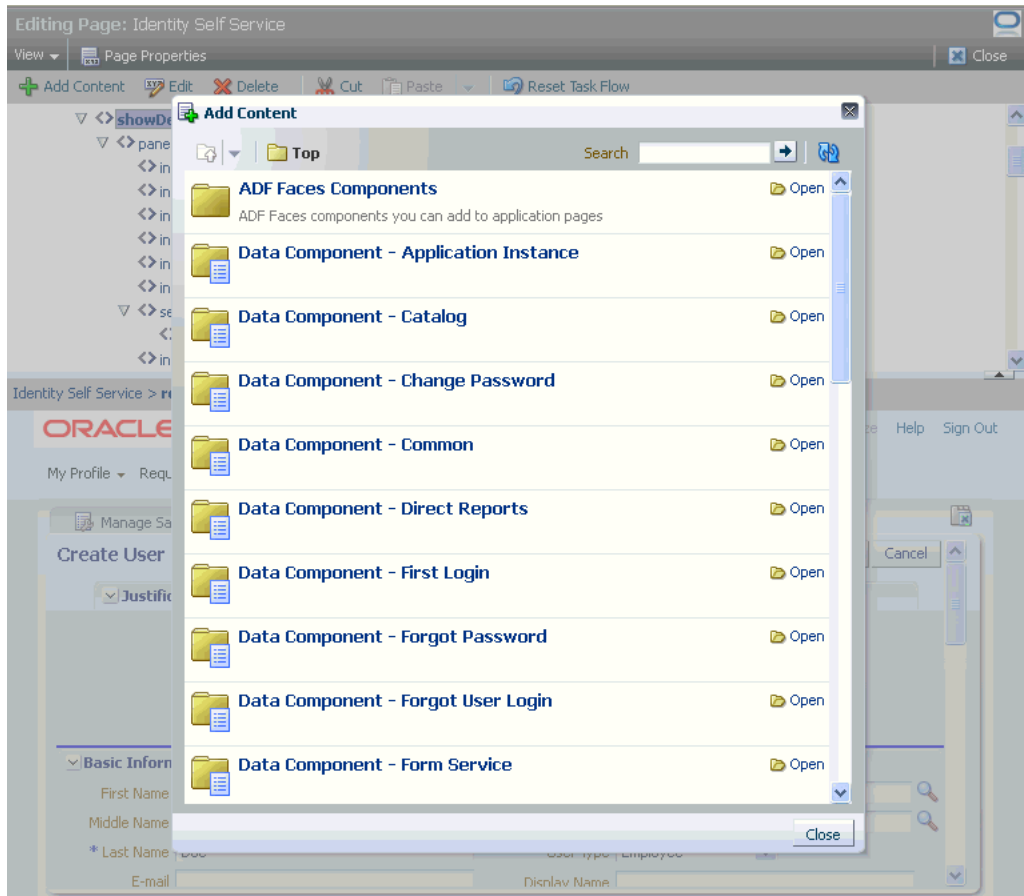 Editing Page: Identity Self Service
View Page Properties Close
Add Content Edit Delete Cut Paste Reset Task Flow
Add Content
Top Search
ADF Faces Components Open
ADF Faces components you can add to application pages
Data Component - Application Instance Open
Data Component - Catalog Open
Data Component - Change Password Open
Data Component - Common Open
Data Component - Direct Reports Open
Data Component - First Login Open
Data Component - Forgot Password Open
Data Component - Forgot User Login Open
Data Component - Form Service Open
Close
Identity Self Service >
ORACLE Help Sign Out
My Profile
Manage
Create User Cancel
Basic
First Name
Middle Name
* Last Name Doe User Type Employee
E-mail Display Name